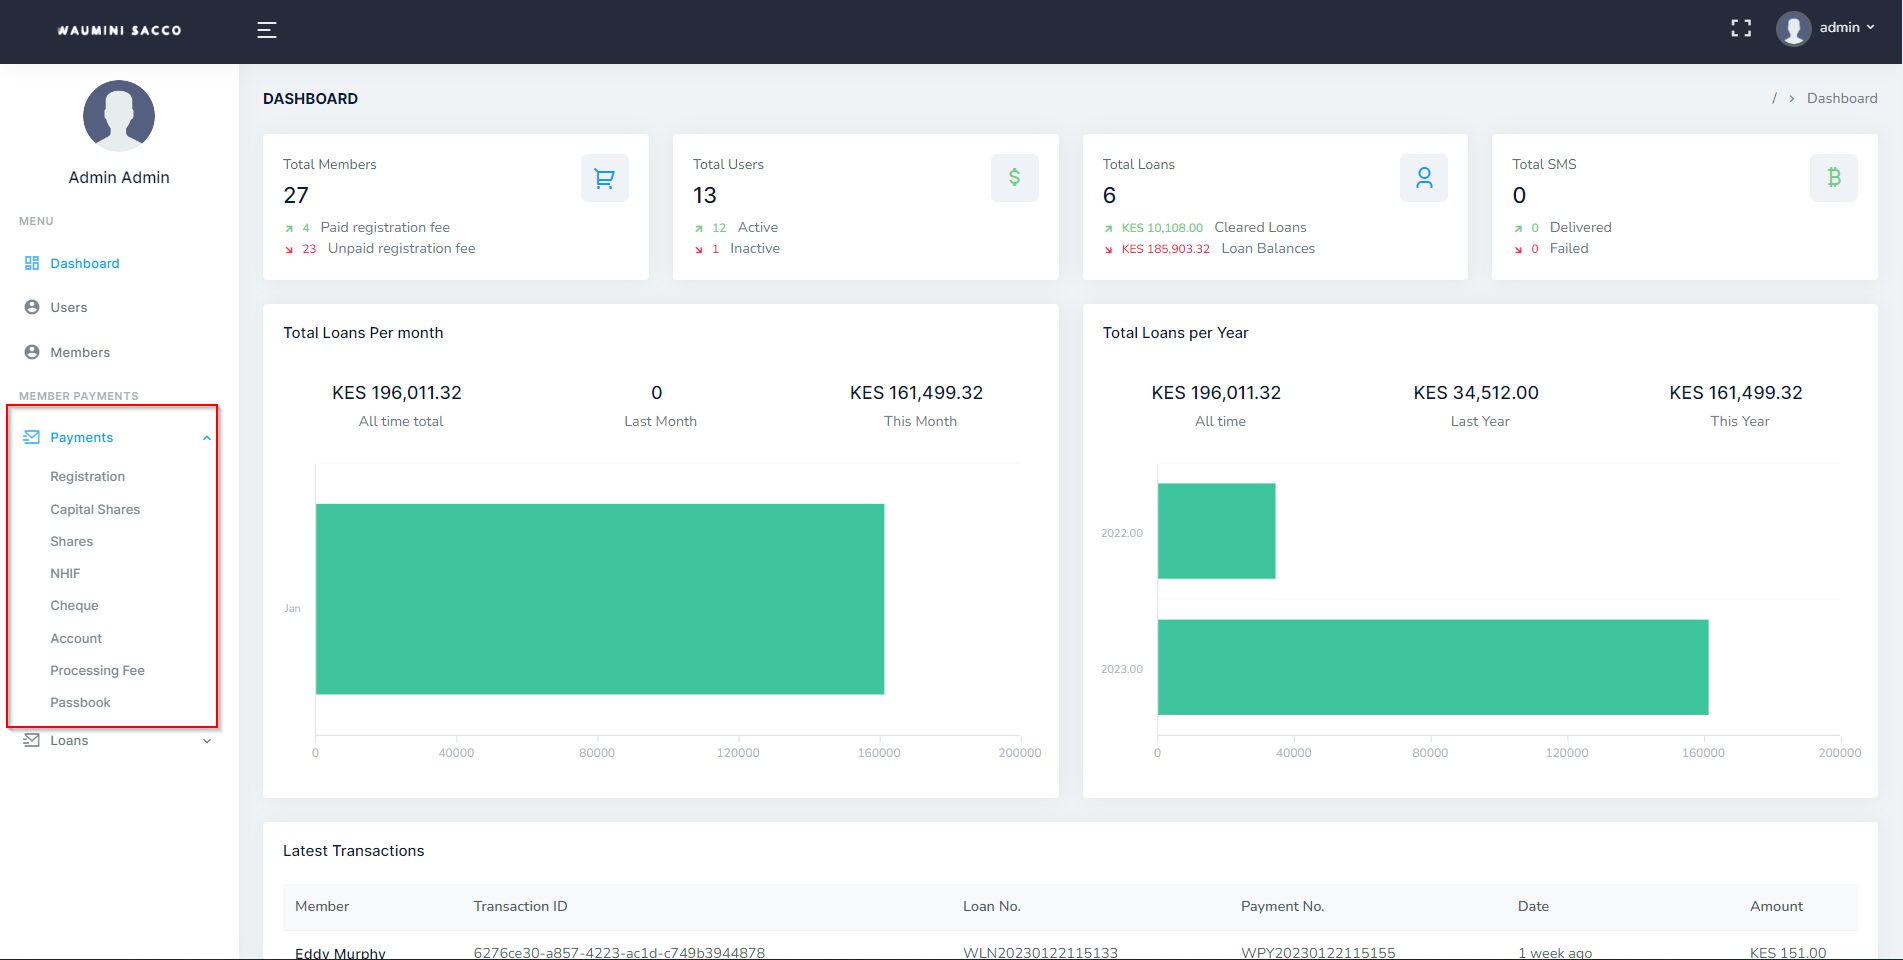 WAUMINI SACCO
admin
Admin Admin
MENU
Dashboard
Users
Members
MEMBER PAYMENTS
Payments
Registration
Capital Shares
Shares
NHIF
Cheque
Account
Processing Fee
Passbook
Loans
DASHBOARD
/ > Dashboard
Total Members
27
4 Paid registration fee
23 Unpaid registration fee
Total Users
13
12 Active
1 Inactive
Total Loans
6
KES 10,108.00 Cleared Loans
KES 185,903.32 Loan Balances
Total SMS
0
0 Delivered
0 Failed
Total Loans Per month
KES 196,011.32 0 KES 161,499.32
All time total Last Month This Month
Jan
0 40000 80000 120000 160000 200000
Total Loans per Year
KES 196,011.32 KES 34,512.00 KES 161,499.32
All time Last Year This Year
2022.00
2023.00
0 40000 80000 120000 160000 200000
Latest Transactions
Member Transaction ID Loan No. Payment No. Date Amount
Eddy Murphy 6276ce30-a857-4223-ac1d-c749b3944878 WLN20230122115133 WPY20230122115155 1 week ago KES 151.00